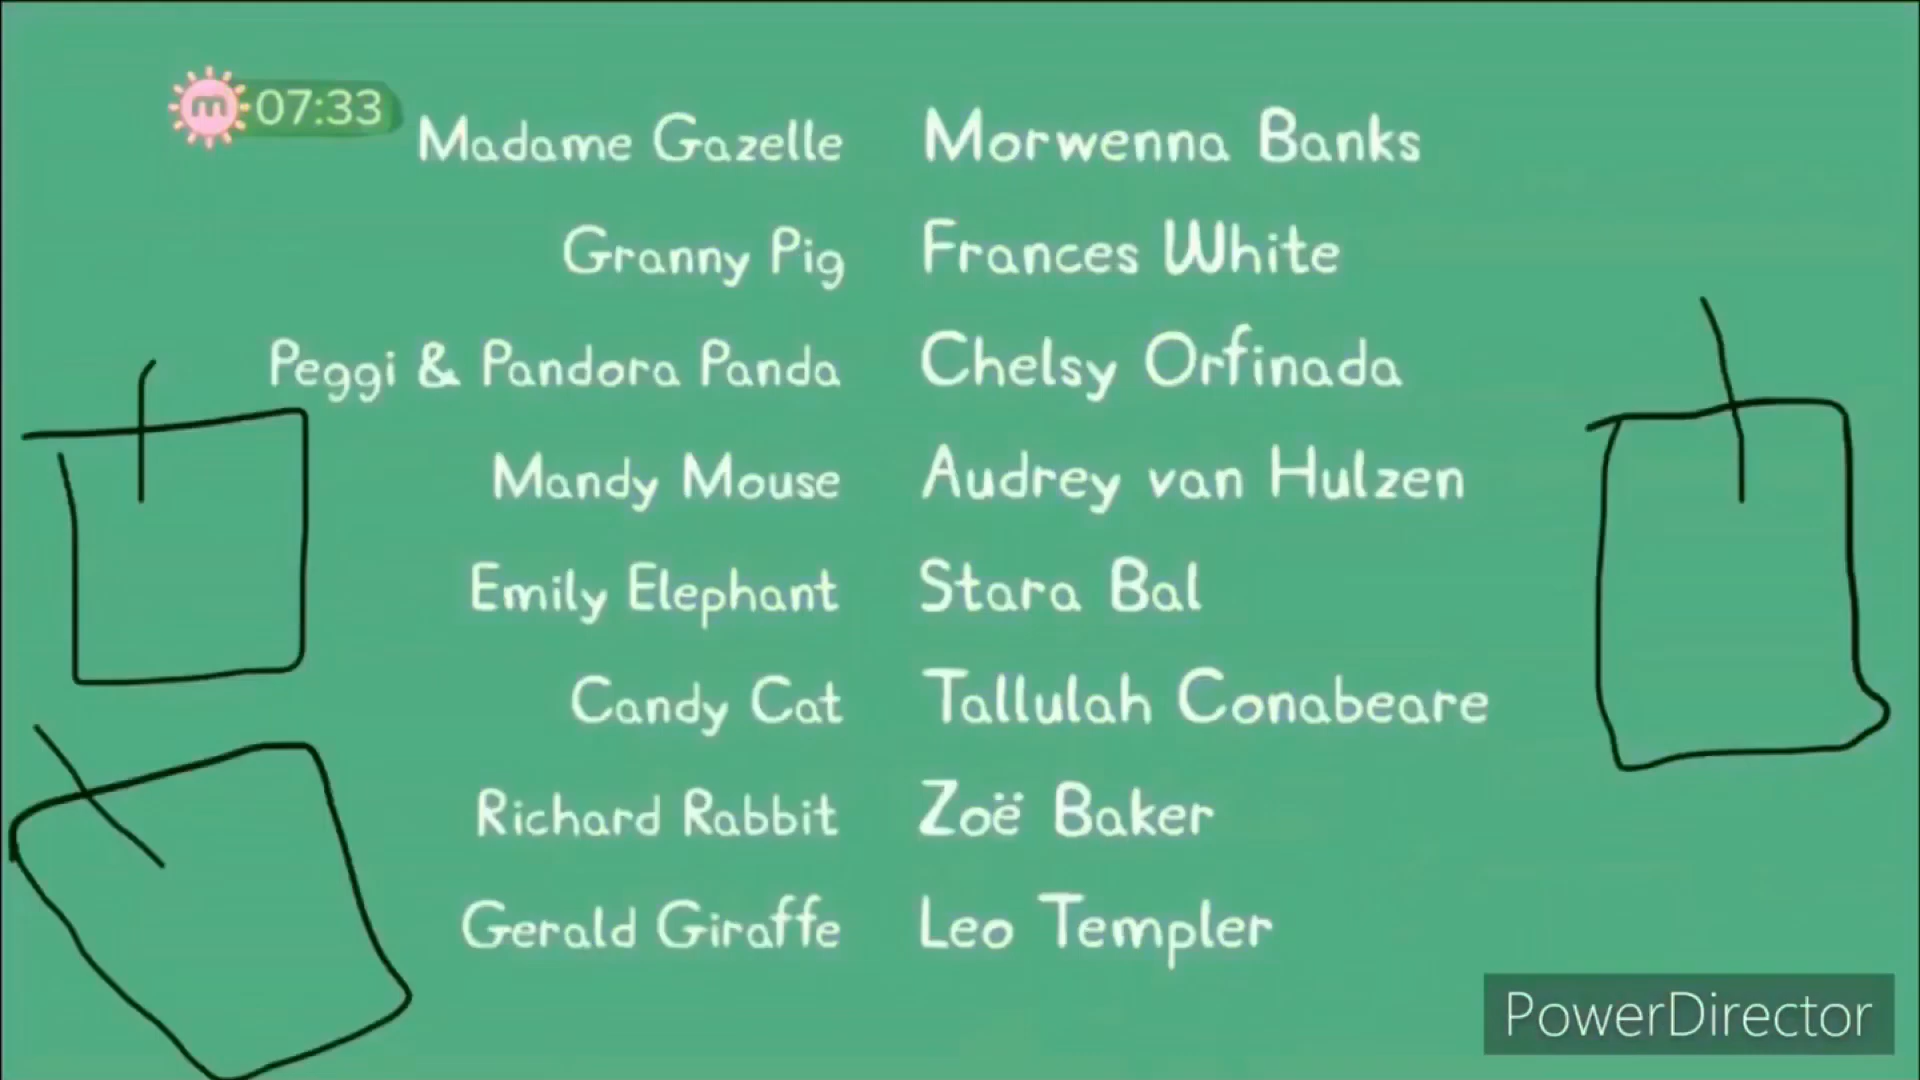 m 07:33
Madame Gazelle Morwenna Banks
Granny Pig Frances White
Peggi & Pandora Panda Chelsy Orfinada
Mandy Mouse Audrey van Hulzen
Emily Elephant Stara Bal
Candy Cat Tallulah Conabeare
Richard Rabbit Zoë Baker
Gerald Giraffe Leo Templer
PowerDirector